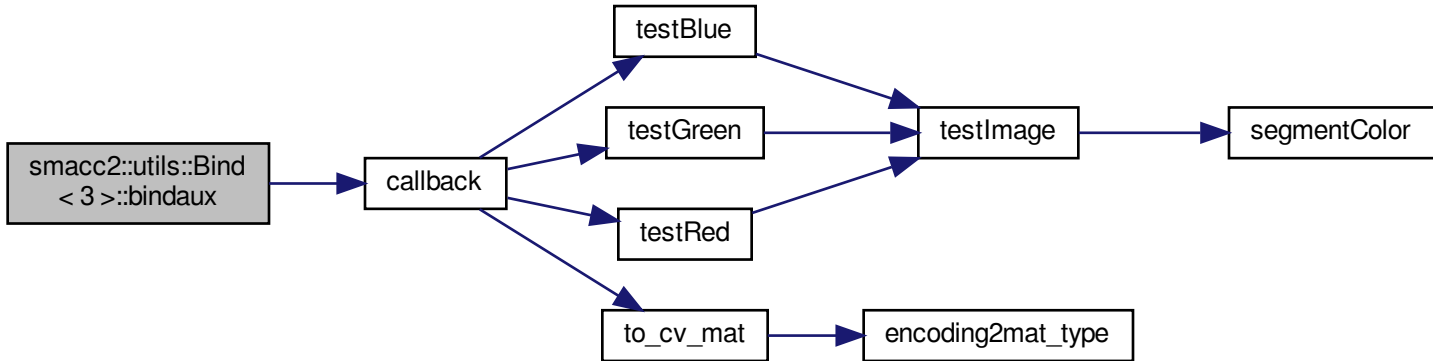 smacc2::utils::Bind
< 3 >::bindaux
callback
testBlue
testGreen
testRed
to_cv_mat
testImage
encoding2mat_type
segmentColor